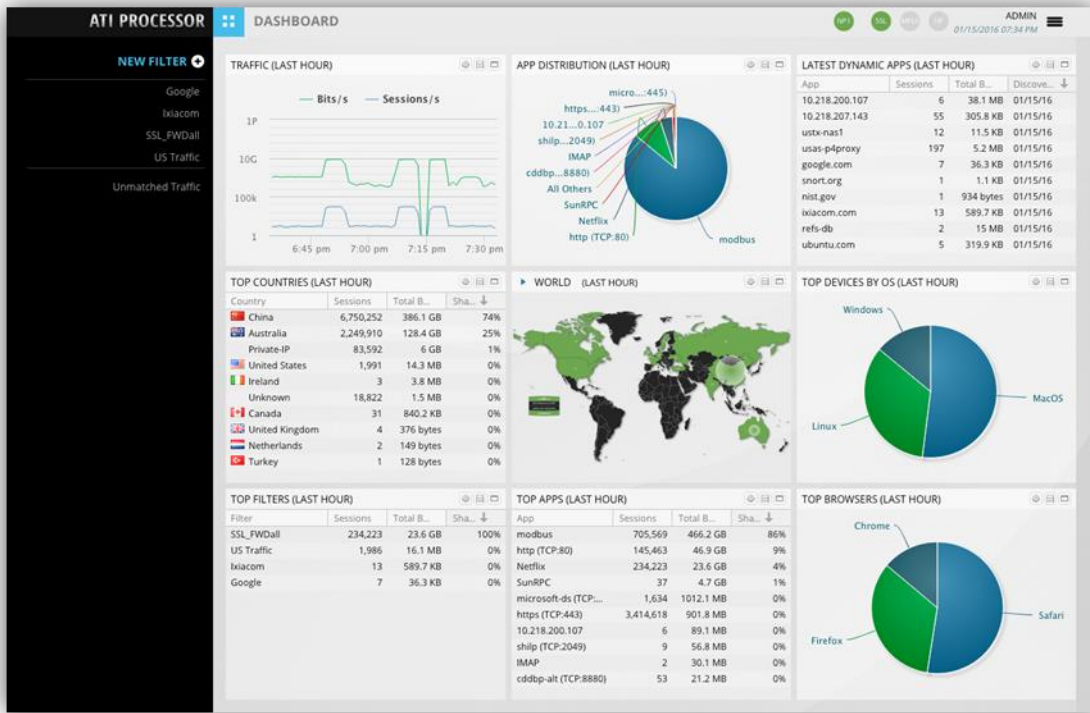 ATI PROCESSOR
DASHBOARD
NP1 SSL
ADMIN
01/15/2016 07:34 PM
NEW FILTER
Google
Ixiacom
SSL_FWDall
US Traffic
Unmatched Traffic
TRAFFIC (LAST HOUR)
Bits/s Sessions/s
1P
10G
100k
1
6:45 pm 7:00 pm 7:15 pm 7:30 pm
APP DISTRIBUTION (LAST HOUR)
micro...:445)
https...:443)
10.21...0.107
shilp...2049)
IMAP
cddbp...8880)
All Others
SunRPC
Netflix
http (TCP:80)
modbus
LATEST DYNAMIC APPS (LAST HOUR)
App Sessions Total B... Discove...
10.218.200.107 6 38.1 MB 01/15/16
10.218.207.143 55 305.8 KB 01/15/16
ustx-nas1 12 11.5 KB 01/15/16
usas-p4proxy 197 5.2 MB 01/15/16
google.com 7 36.3 KB 01/15/16
snort.org 1 1.1 KB 01/15/16
nist.gov 1 934 bytes 01/15/16
ixiacom.com 13 589.7 KB 01/15/16
refs-db 2 15 MB 01/15/16
ubuntu.com 5 319.9 KB 01/15/16
TOP COUNTRIES (LAST HOUR)
Country Sessions Total B... Sha...
China 6,750,252 386.1 GB 74%
Australia 2,249,910 128.4 GB 25%
Private-IP 83,592 6 GB 1%
United States 1,991 14.3 MB 0%
Ireland 3 3.8 MB 0%
Unknown 18,822 1.5 MB 0%
Canada 31 840.2 KB 0%
United Kingdom 4 376 bytes 0%
Netherlands 2 149 bytes 0%
Turkey 1 128 bytes 0%
WORLD (LAST HOUR)
TOP DEVICES BY OS (LAST HOUR)
Windows
MacOS
Linux
TOP FILTERS (LAST HOUR)
Filter Sessions Total B... Sha...
SSL_FWDall 234,223 23.6 GB 100%
US Traffic 1,986 16.1 MB 0%
Ixiacom 13 589.7 KB 0%
Google 7 36.3 KB 0%
TOP APPS (LAST HOUR)
App Sessions Total B... Sha...
modbus 705,569 466.2 GB 86%
http (TCP:80) 145,463 46.9 GB 9%
Netflix 234,223 23.6 GB 4%
SunRPC 37 4.7 GB 1%
microsoft-ds (TCP:... 1,634 1012.1 MB 0%
https (TCP:443) 3,414,618 901.8 MB 0%
10.218.200.107 6 89.1 MB 0%
shilp (TCP:2049) 9 56.8 MB 0%
IMAP 2 30.1 MB 0%
cddbp-alt (TCP:8880) 53 21.2 MB 0%
TOP BROWSERS (LAST HOUR)
Chrome
Safari
Firefox